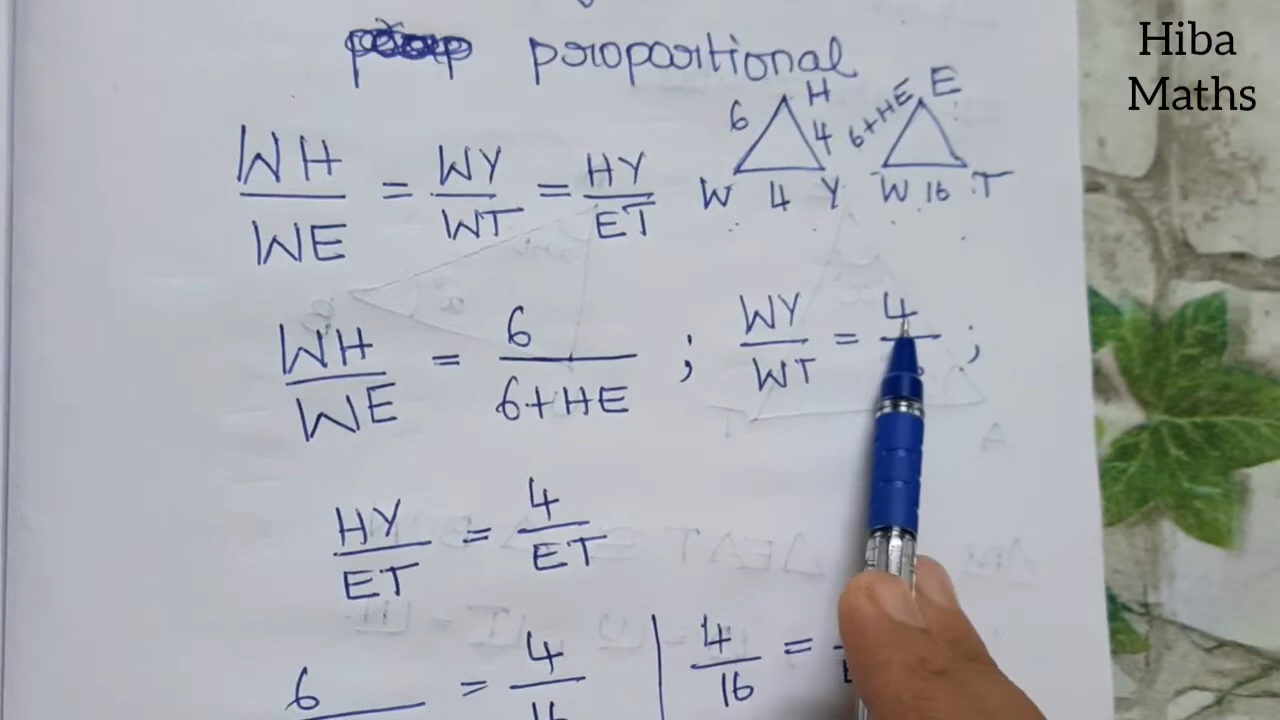 Hiba
Maths
proportional
WH/WE = WY/WT = HY/ET
6 H 4 W 4 Y
6+HE E W 16 T
WH/WE = 6/6+HE ; WY/WT = 4/ ;
HY/ET = 4/ET
6 = 4/16 | 4/16 =